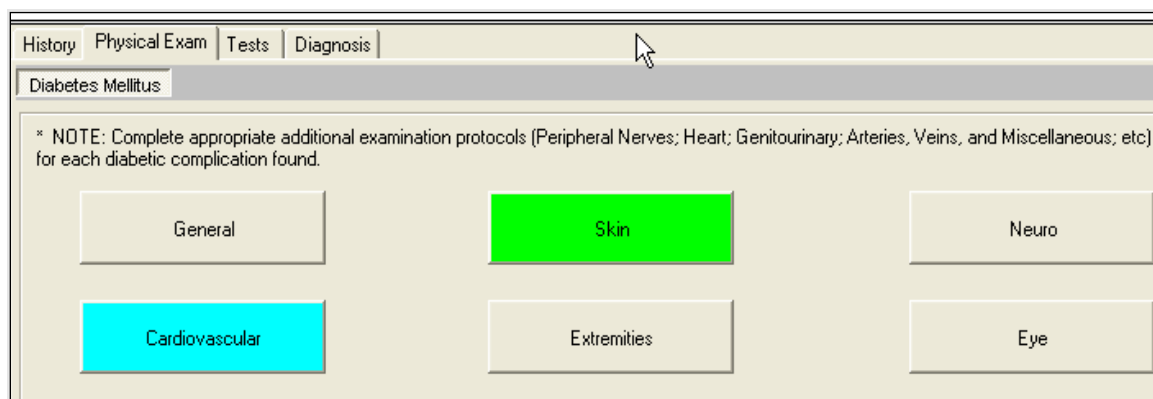 History Physical Exam Tests Diagnosis
Diabetes Mellitus
* NOTE: Complete appropriate additional examination protocols (Peripheral Nerves; Heart; Genitourinary; Arteries, Veins, and Miscellaneous; etc)
for each diabetic complication found.
General Skin Neuro
Cardiovascular Extremities Eye